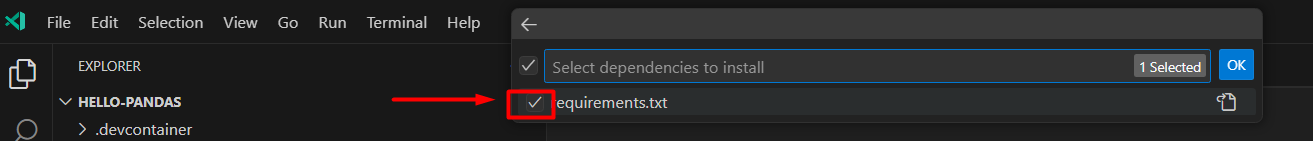 File Edit Selection View Go Run Terminal Help
EXPLORER
Select dependencies to install 1 Selected OK
HELLO-PANDAS
requirements.txt
.devcontainer